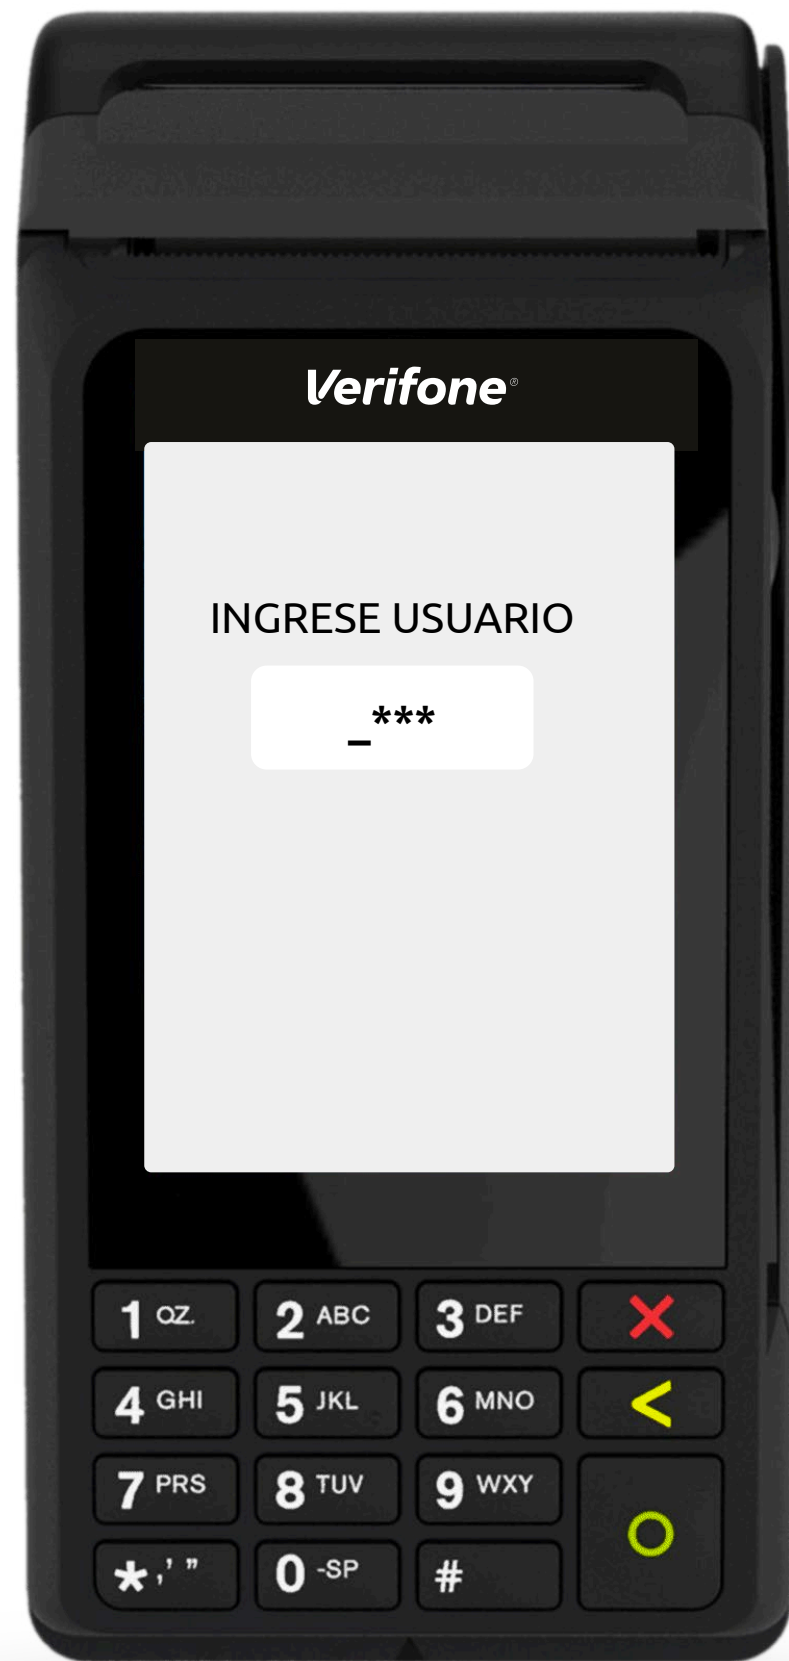 Verifone®
INGRESE USUARIO
_***
1 QZ.
2 ABC
3 DEF
4 GHI
5 JKL
<
6 MNO
7 PRS
8 TUV
9 WXY
* ,' "
0 -SP
#